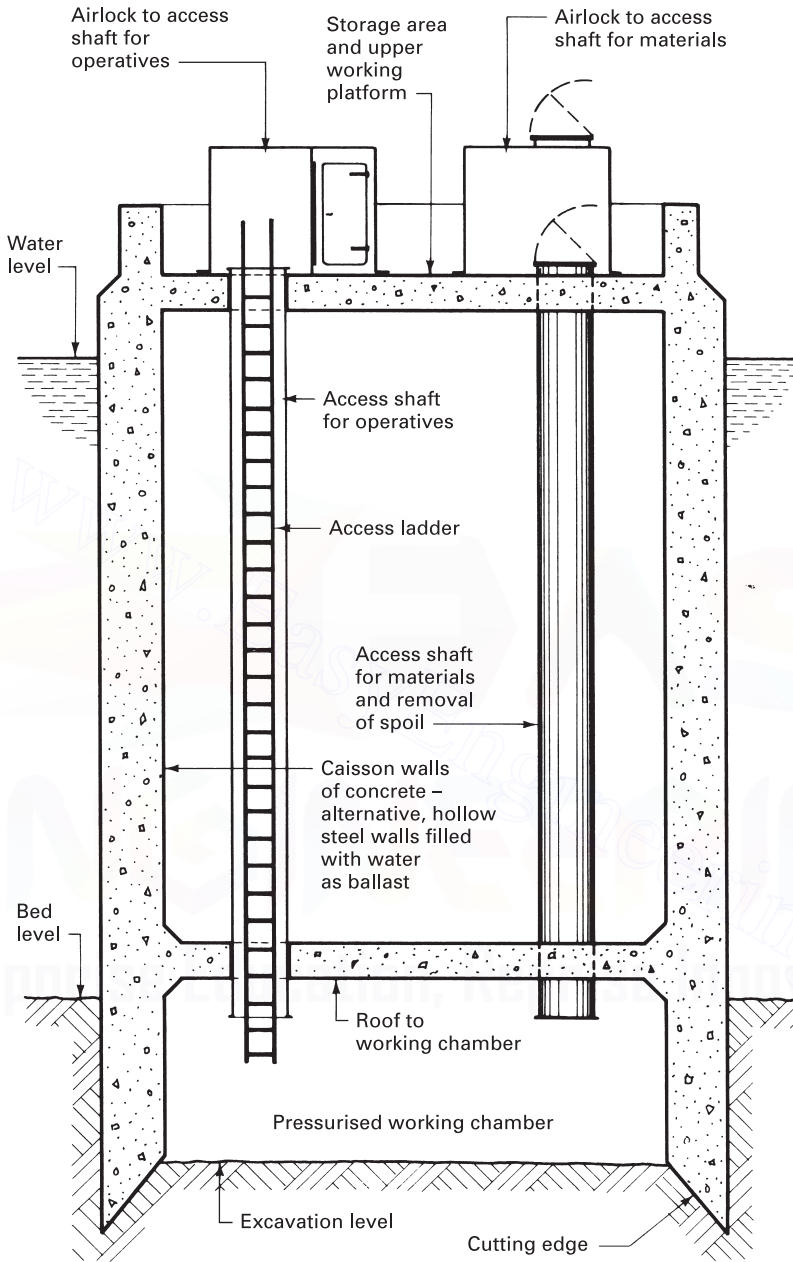 Airlock to access
shaft for
operatives
Storage area
and upper
working
platform
Airlock to access
shaft for materials
Water
level
Access shaft
for operatives
Access ladder
Access shaft
for materials
and removal
of spoil
Caisson walls
of concrete –
alternative, hollow
steel walls filled
with water
as ballast
Bed
level
Roof to
working chamber
Pressurised working chamber
Excavation level
Cutting edge